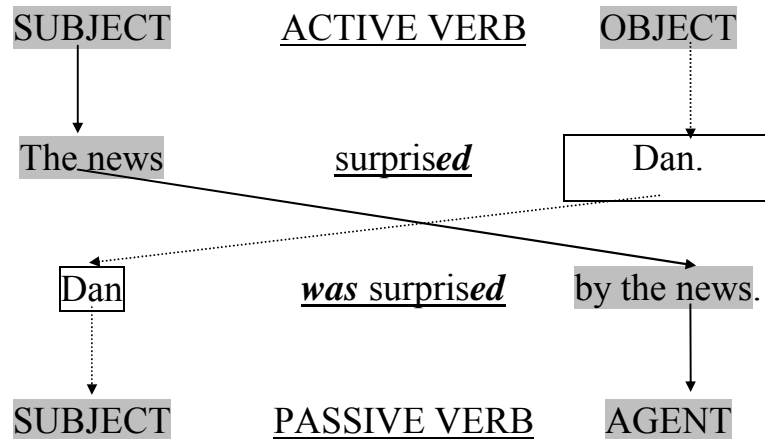 SUBJECT ACTIVE VERB OBJECT
The news surprised Dan.
Dan was surprised by the news.
SUBJECT PASSIVE VERB AGENT